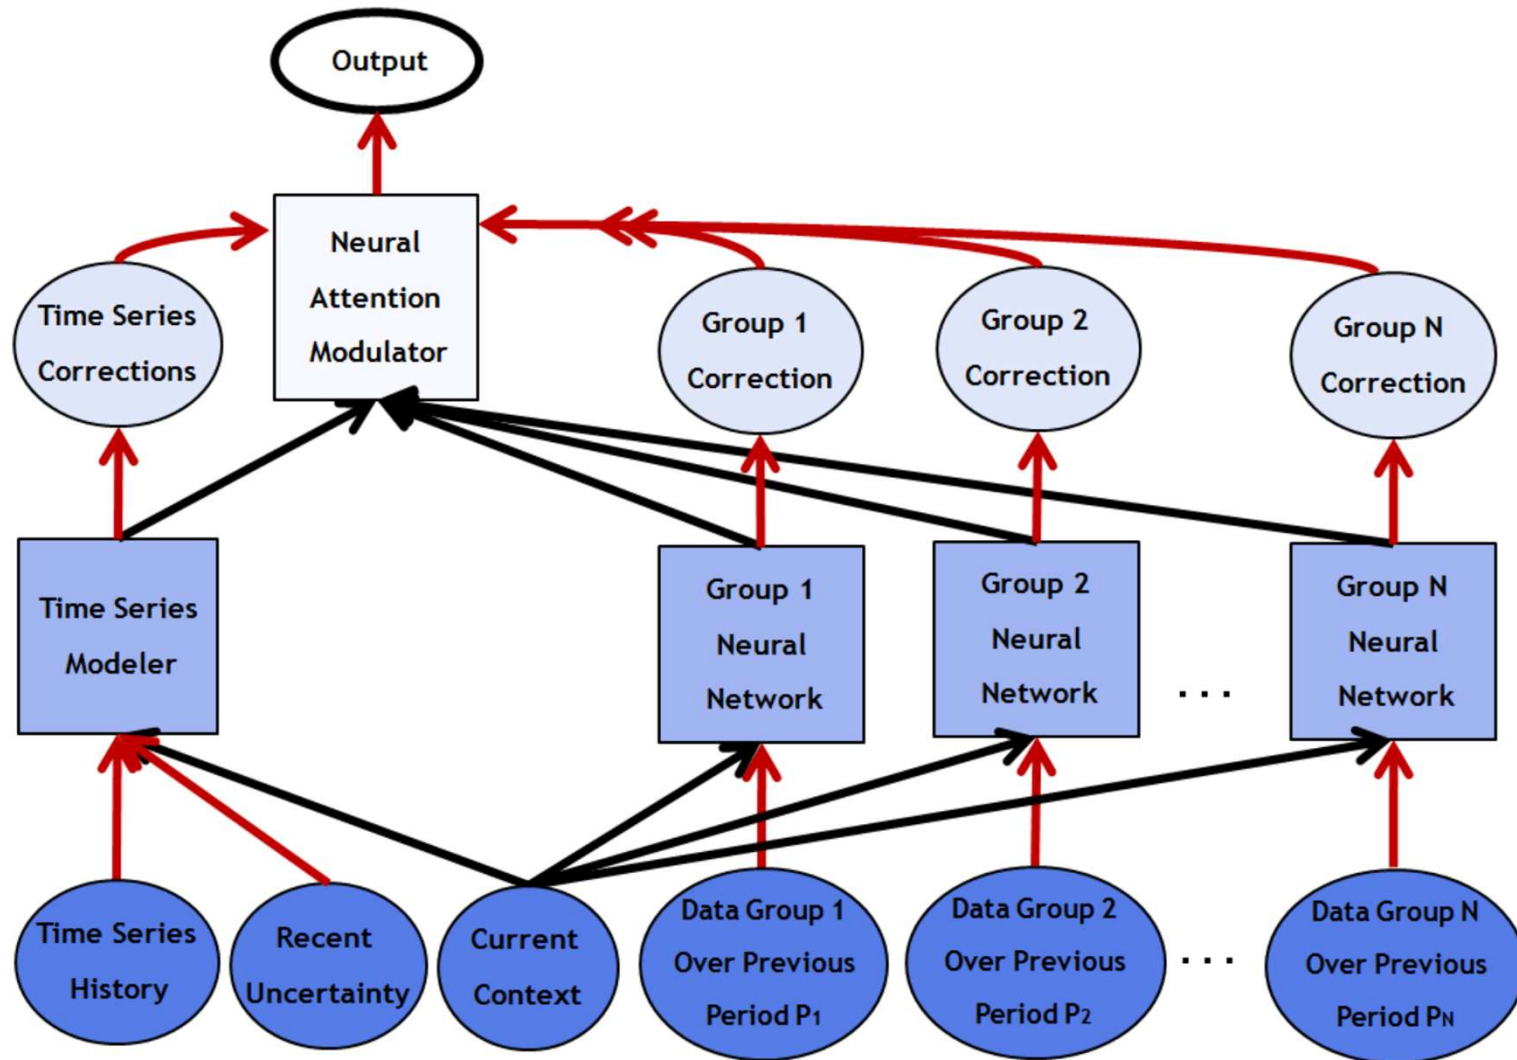 Output
Neural
Attention
Modulator
Time Series
Corrections
Group 1
Correction
Group 2
Correction
Group N
Correction
Time Series
Modeler
Group 1
Neural
Network
Group 2
Neural
Network
. . .
Group N
Neural
Network
Time Series
History
Recent
Uncertainty
Current
Context
Data Group 1
Over Previous
Period P₁
Data Group 2
Over Previous
Period P₂
. . .
Data Group N
Over Previous
Period Pɴ